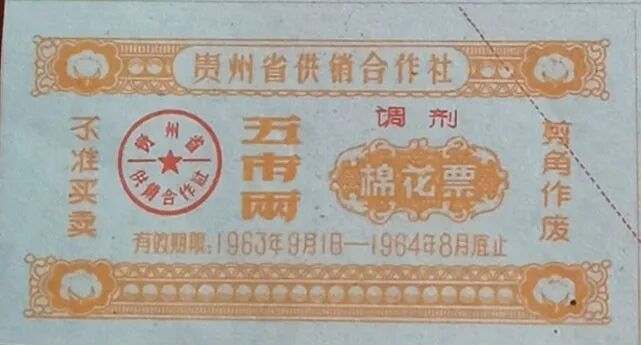 贵州省供销合作社
不准买卖
贵州省
供销合作社
五市两
调剂
棉花票
剪角作废
有效期限:1963年9月1日—1964年8月底止